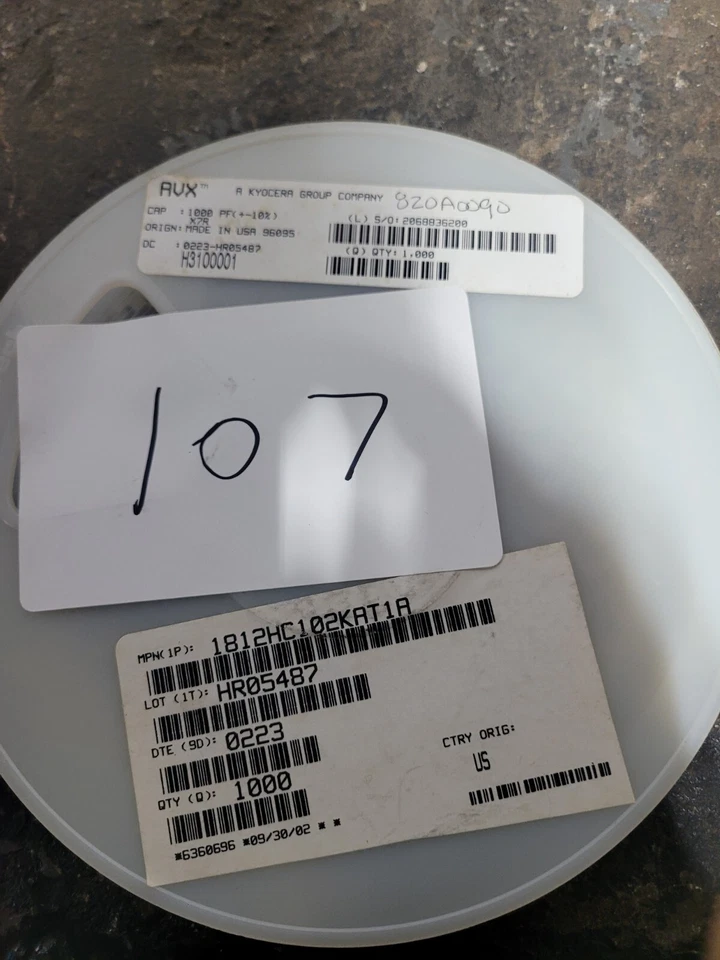 AVX™ A KYOCERA GROUP COMPANY 820A0090
CAP : 1000 PF(+-10%)
X7R
ORIGN: MADE IN USA 96095
DC : 0223-HR05487
H3100001
(L) S/O: 2068836200
(Q) QTY: 1,000
107
MPN(1P): 1812HC102KAT1A
LOT (1T): HR05487
DTE (9D): 0223
QTY (Q): 1000
*6360696 *09/30/02 * *
CTRY ORIG:
US